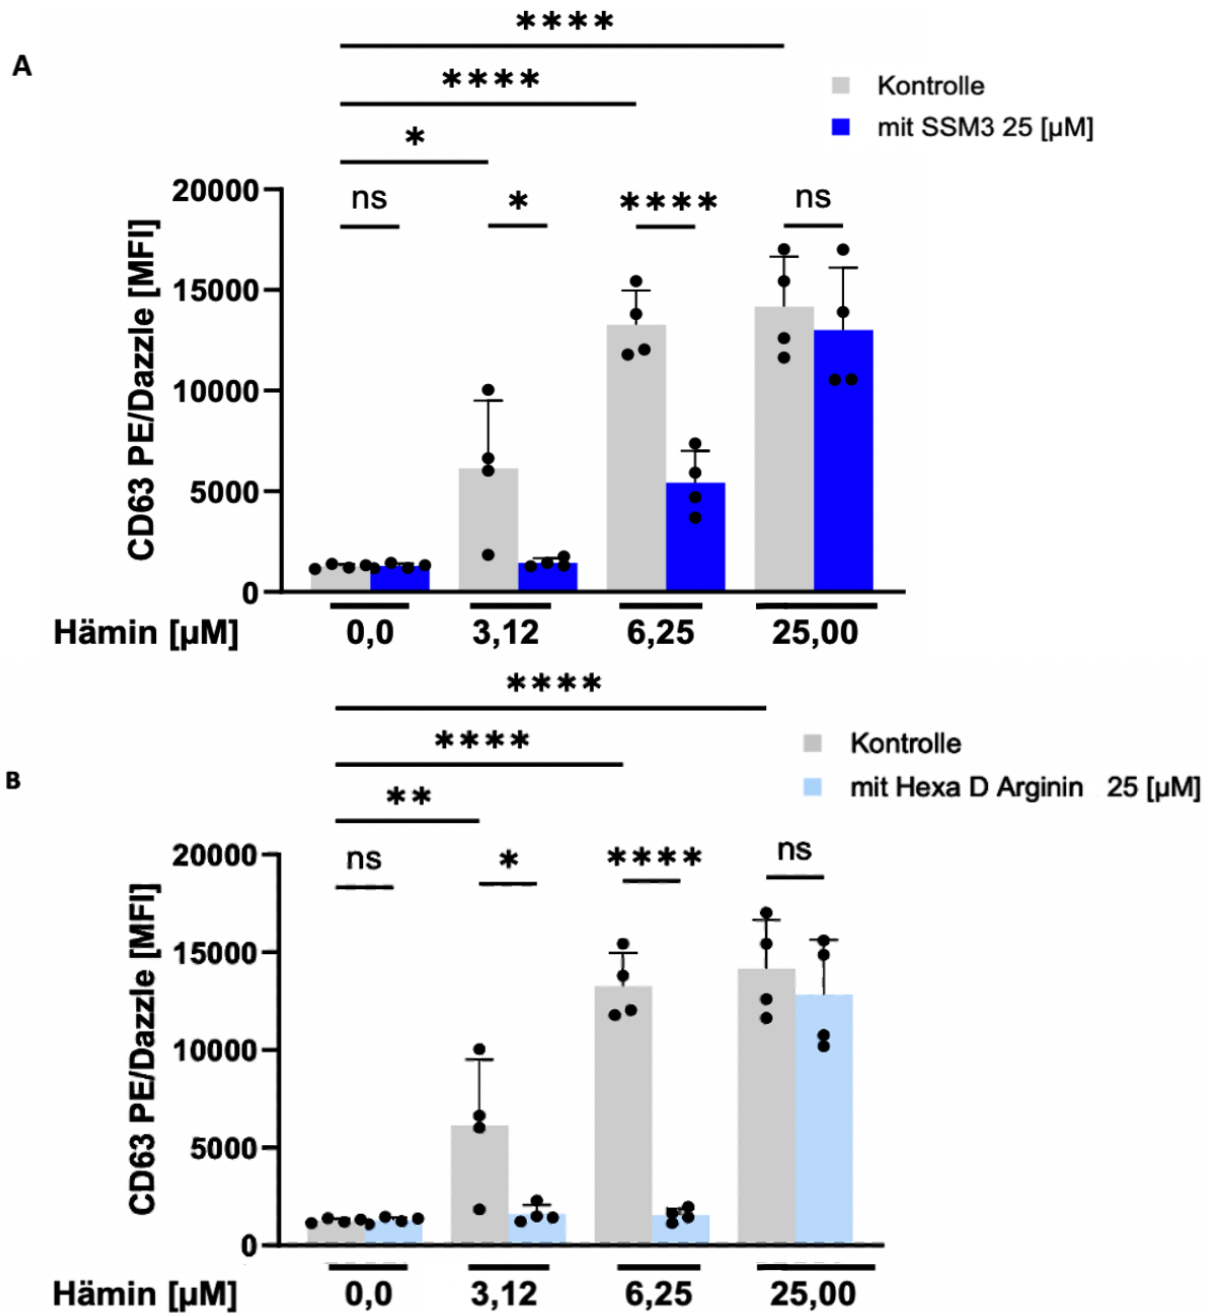 A
****
****
*
Kontrolle
mit SSM3 25 [µM]
ns
*
****
ns
CD63 PE/Dazzle [MFI]
20000
15000
10000
5000
0
Hämin [µM]
0,0
3,12
6,25
25,00
B
****
****
**
Kontrolle
mit Hexa D Arginin 25 [µM]
ns
*
****
ns
CD63 PE/Dazzle [MFI]
20000
15000
10000
5000
0
Hämin [µM]
0,0
3,12
6,25
25,00